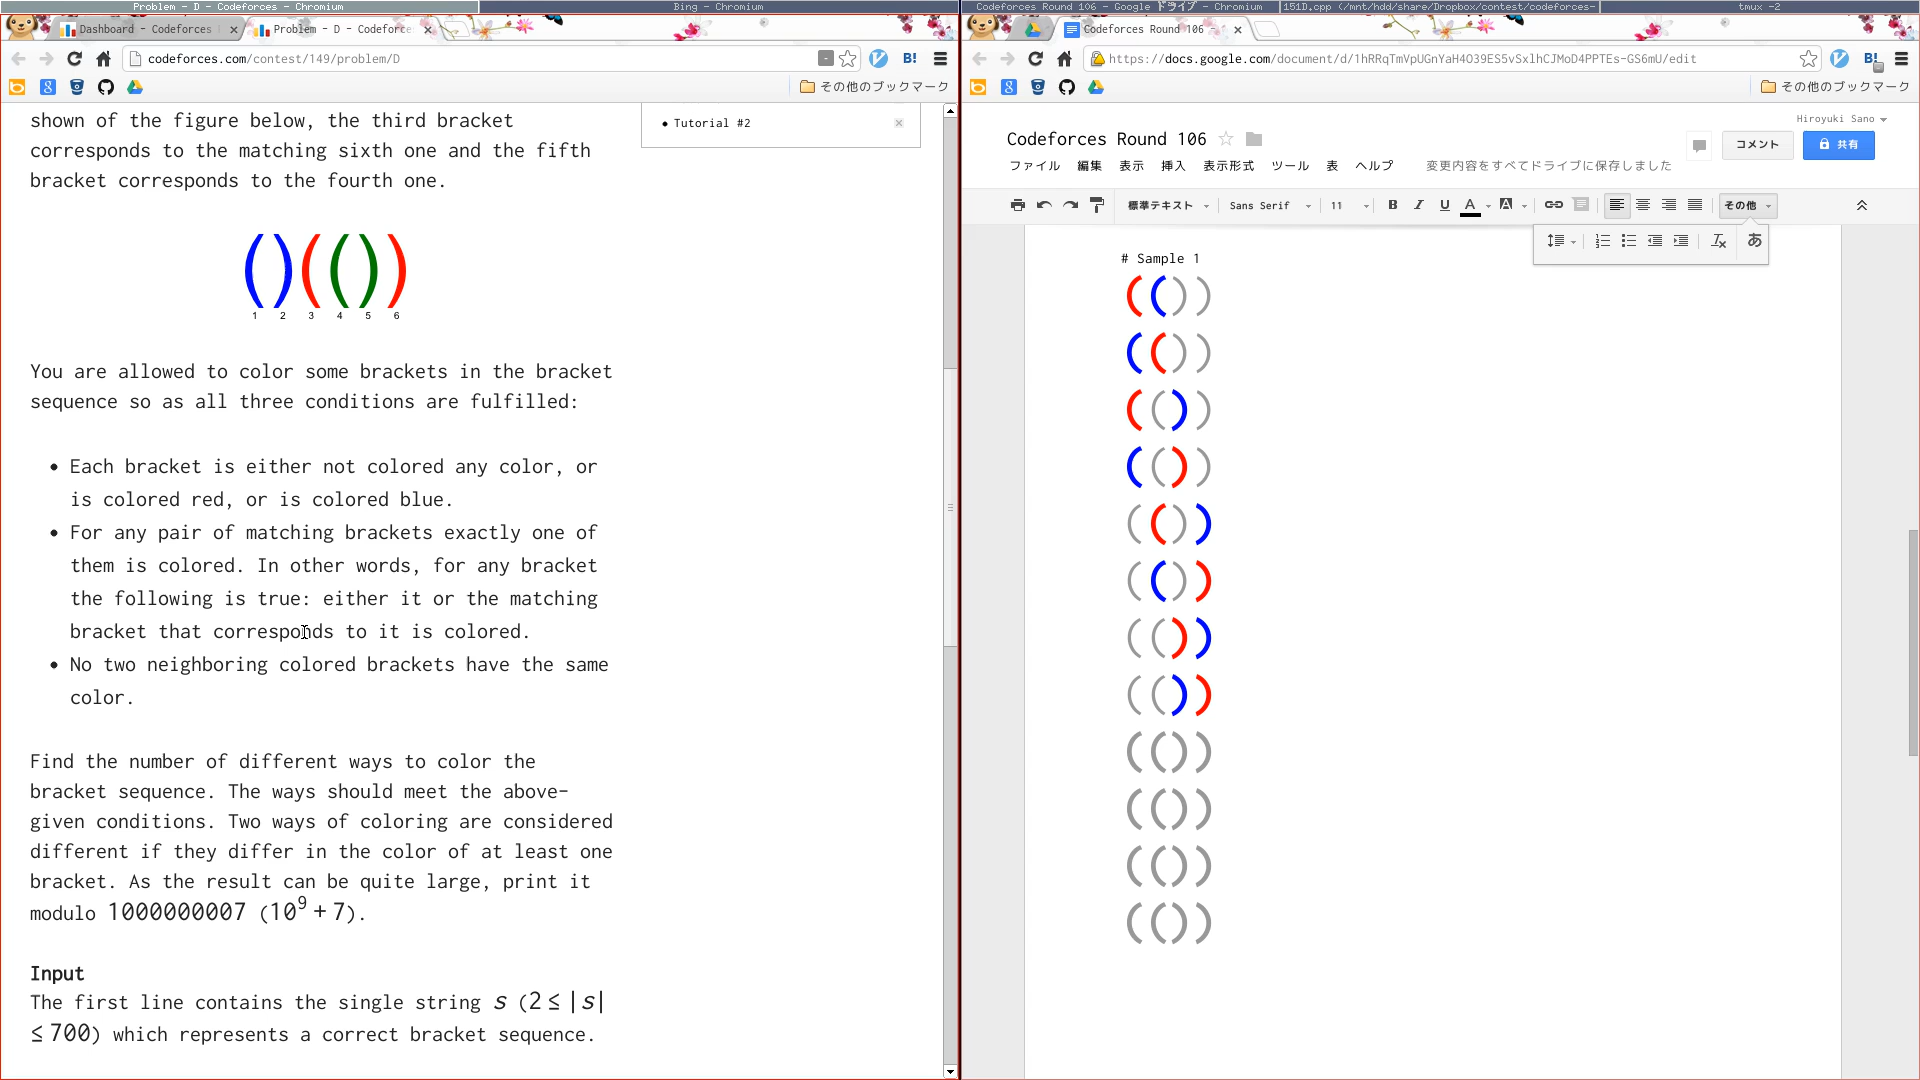 Problem - D - Codeforces - Chromium
Bing - Chromium
Codeforces Round 106 - Google ドライブ - Chromium
151D.cpp (/mnt/hdd/share/Dropbox/contest/codeforces-
tmux -2
Dashboard - Codeforces
Problem - D - Codeforce
Codeforces Round 106
codeforces.com/contest/149/problem/D
https://docs.google.com/document/d/1hRRqTmVpUGnYaH4O39ES5vSxlhCJMoD4PPTEs-GS6mU/edit
その他のブックマーク
その他のブックマーク
shown of the figure below, the third bracket
corresponds to the matching sixth one and the fifth
bracket corresponds to the fourth one.
Tutorial #2
()(())
1 2 3 4 5 6
You are allowed to color some brackets in the bracket
sequence so as all three conditions are fulfilled:
• Each bracket is either not colored any color, or
is colored red, or is colored blue.
• For any pair of matching brackets exactly one of
them is colored. In other words, for any bracket
the following is true: either it or the matching
bracket that corresponds to it is colored.
• No two neighboring colored brackets have the same
color.
Find the number of different ways to color the
bracket sequence. The ways should meet the above-
given conditions. Two ways of coloring are considered
different if they differ in the color of at least one
bracket. As the result can be quite large, print it
modulo 1000000007 (10⁹ + 7).
Input
The first line contains the single string s (2 ≤ |s|
≤ 700) which represents a correct bracket sequence.
Hiroyuki Sano
Codeforces Round 106
コメント
共有
ファイル 編集 表示 挿入 表示形式 ツール 表 ヘルプ 変更内容をすべてドライブに保存しました
標準テキスト Sans Serif 11 B I U A A その他
あ
# Sample 1
(())
(())
(())
(())
(())
(())
(())
(())
(())
(())
(())
(())